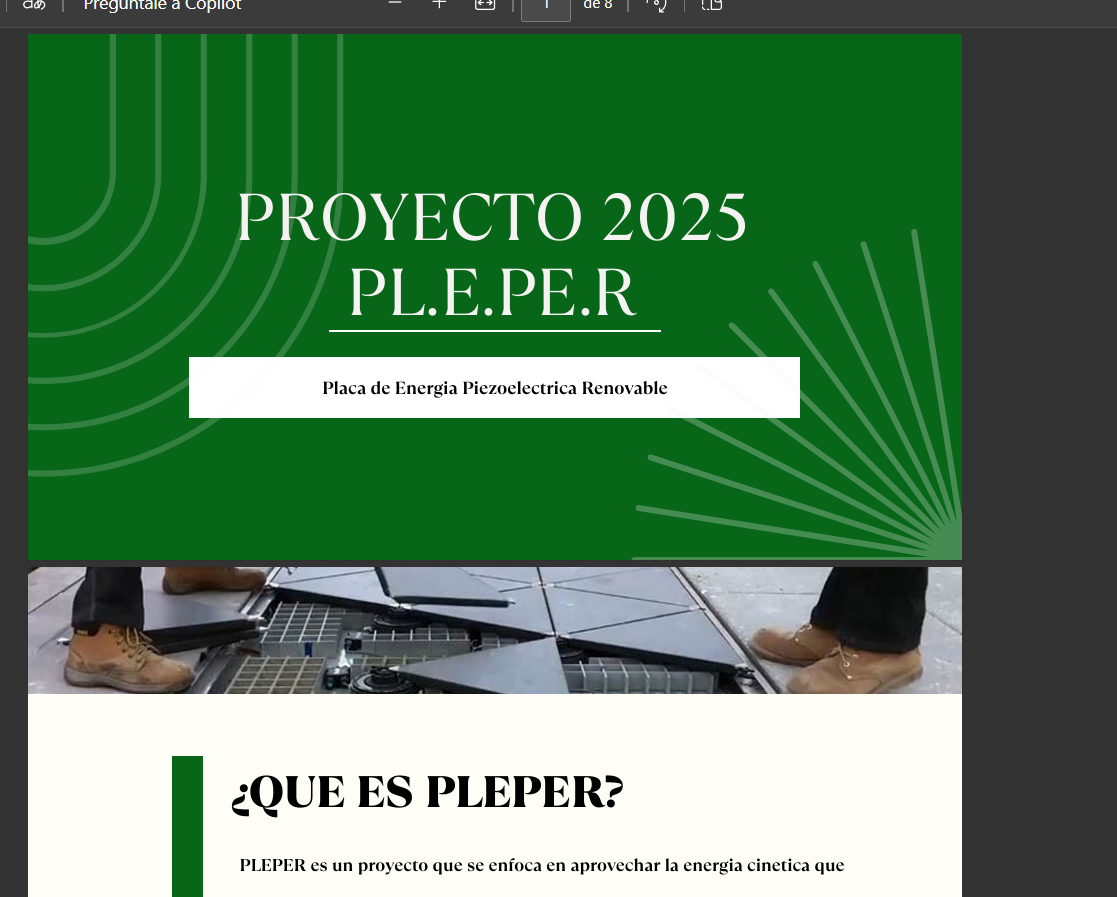 Pregúntale a Copilot
1 de 8
PROYECTO 2025
PL.E.PE.R
Placa de Energia Piezoelectrica Renovable
¿QUE ES PLEPER?
PLEPER es un proyecto que se enfoca en aprovechar la energia cinetica que